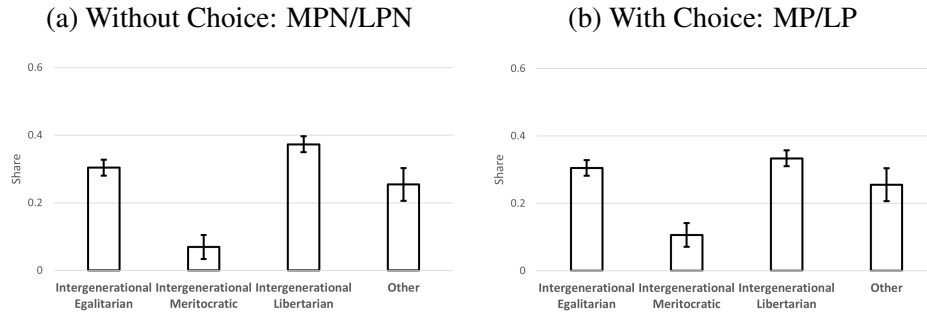 (a) Without Choice: MPN/LPN
0.6
0.4
0.2
0
Share
Intergenerational Egalitarian
Intergenerational Meritocratic
Intergenerational Libertarian
Other
(b) With Choice: MP/LP
0.6
0.4
0.2
0
Share
Intergenerational Egalitarian
Intergenerational Meritocratic
Intergenerational Libertarian
Other